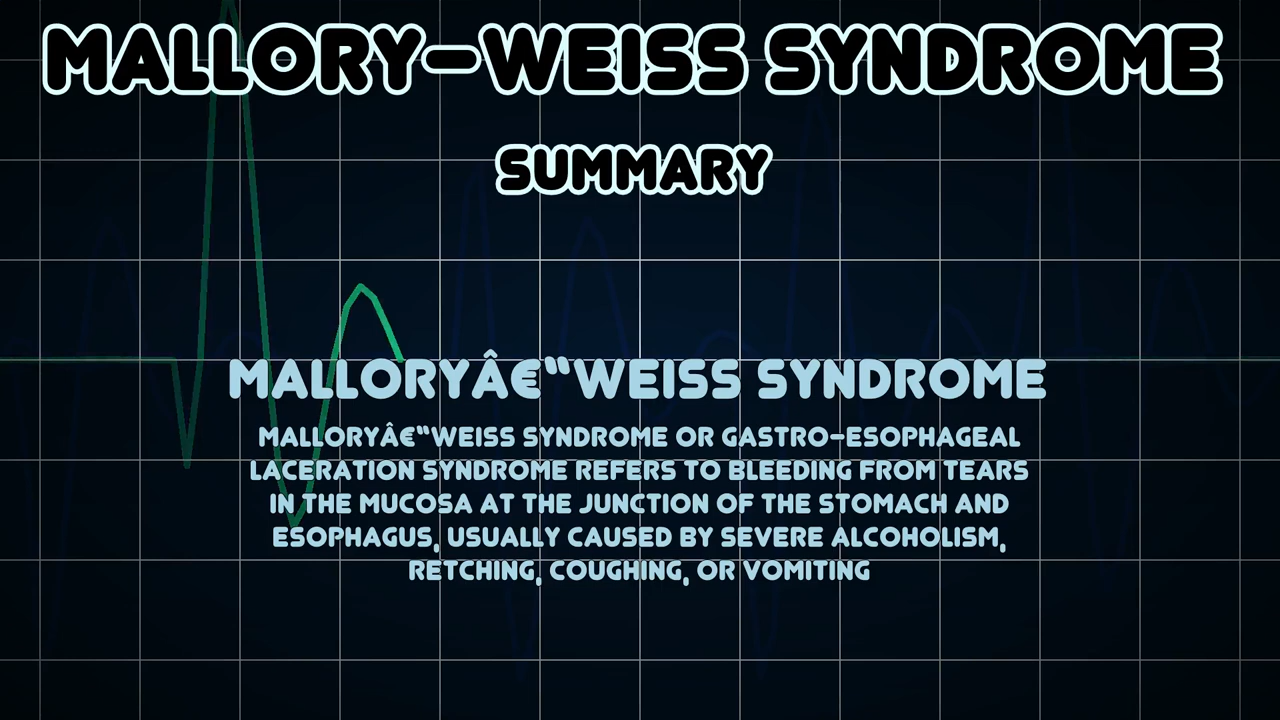 MALLORY-WEISS SYNDROME
SUMMARY
MALLORYÂ€“WEISS SYNDROME
MALLORYÂ€“WEISS SYNDROME OR GASTRO-ESOPHAGEAL
LACERATION SYNDROME REFERS TO BLEEDING FROM TEARS
IN THE MUCOSA AT THE JUNCTION OF THE STOMACH AND
ESOPHAGUS, USUALLY CAUSED BY SEVERE ALCOHOLISM,
RETCHING, COUGHING, OR VOMITING